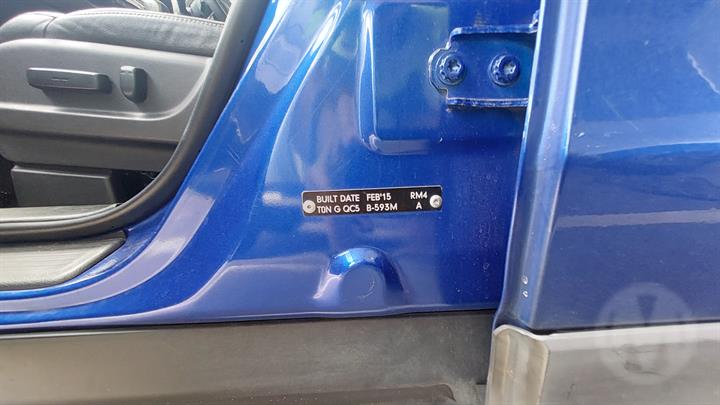 BUILT DATE FEB'15 RM4
T0N G QC5 B-593M A